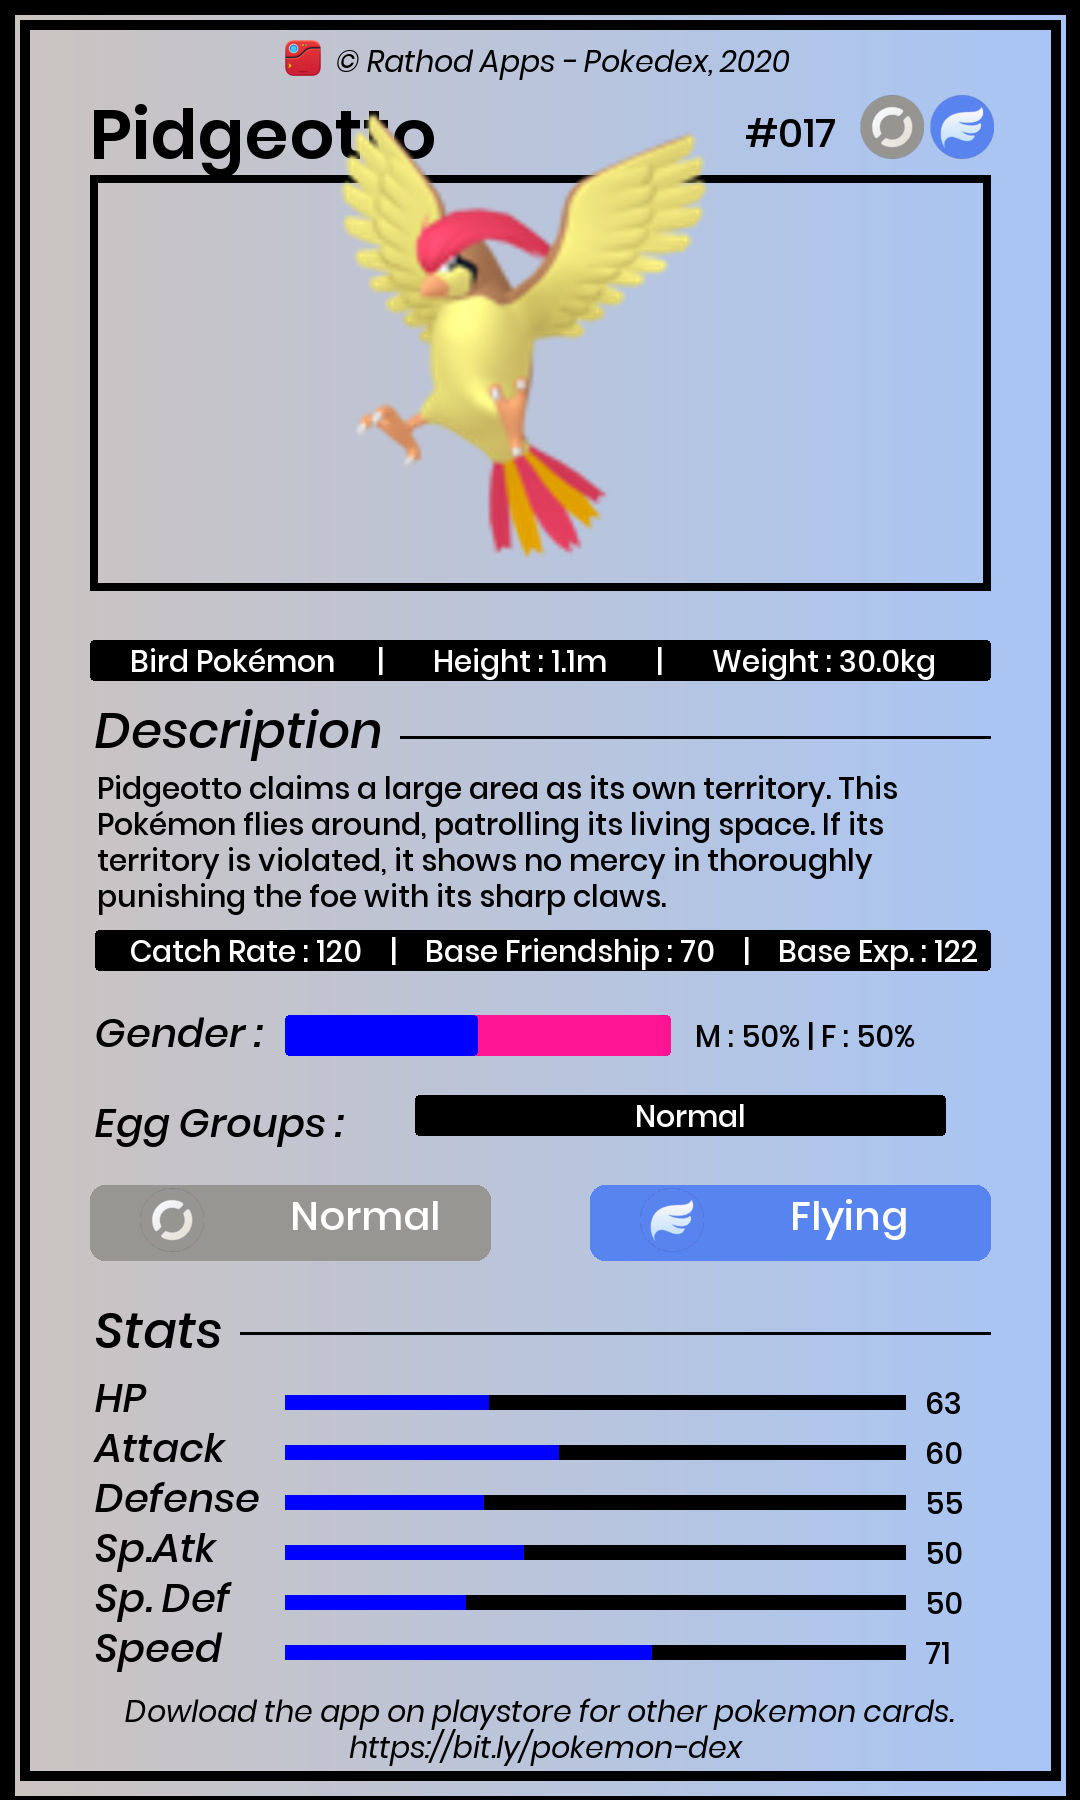 © Rathod Apps - Pokedex, 2020
Pidgeotto #017
Bird Pokémon | Height : 1.1m | Weight : 30.0kg
Description
Pidgeotto claims a large area as its own territory. This
Pokémon flies around, patrolling its living space. If its
territory is violated, it shows no mercy in thoroughly
punishing the foe with its sharp claws.
Catch Rate : 120 | Base Friendship : 70 | Base Exp. : 122
Gender : M : 50% | F : 50%
Egg Groups : Normal
Normal Flying
Stats
HP 63
Attack 60
Defense 55
Sp.Atk 50
Sp. Def 50
Speed 71
Dowload the app on playstore for other pokemon cards.
https://bit.ly/pokemon-dex